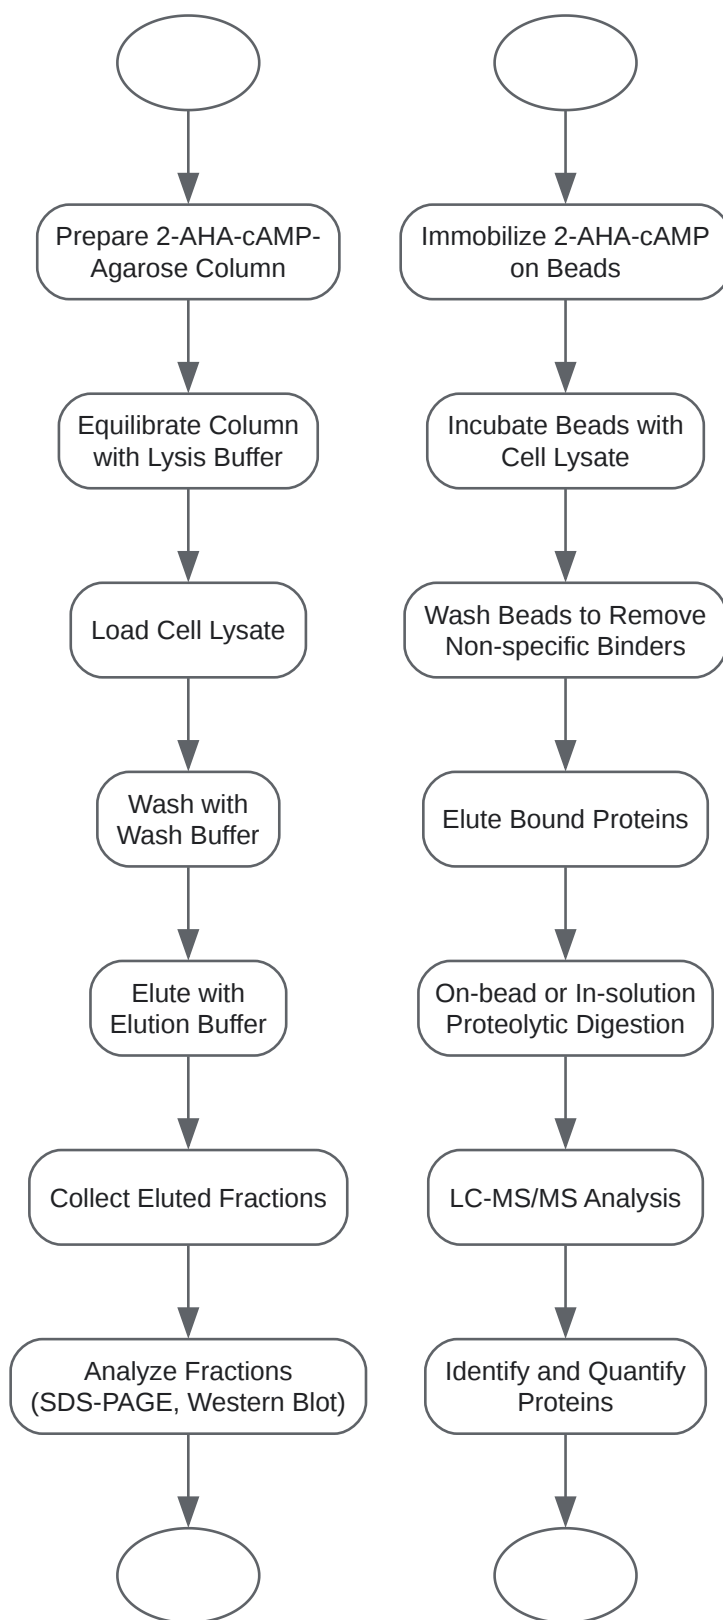 Prepare 2-AHA-cAMP-
Agarose Column
Equilibrate Column
with Lysis Buffer
Load Cell Lysate
Wash with
Wash Buffer
Elute with
Elution Buffer
Collect Eluted Fractions
Analyze Fractions
(SDS-PAGE, Western Blot)
Immobilize 2-AHA-cAMP
on Beads
Incubate Beads with
Cell Lysate
Wash Beads to Remove
Non-specific Binders
Elute Bound Proteins
On-bead or In-solution
Proteolytic Digestion
LC-MS/MS Analysis
Identify and Quantify
Proteins